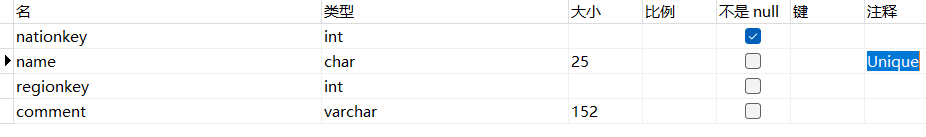 名 类型 大小 比例 不是 null 键 注释
nationkey int
name char 25 Unique
regionkey int
comment varchar 152